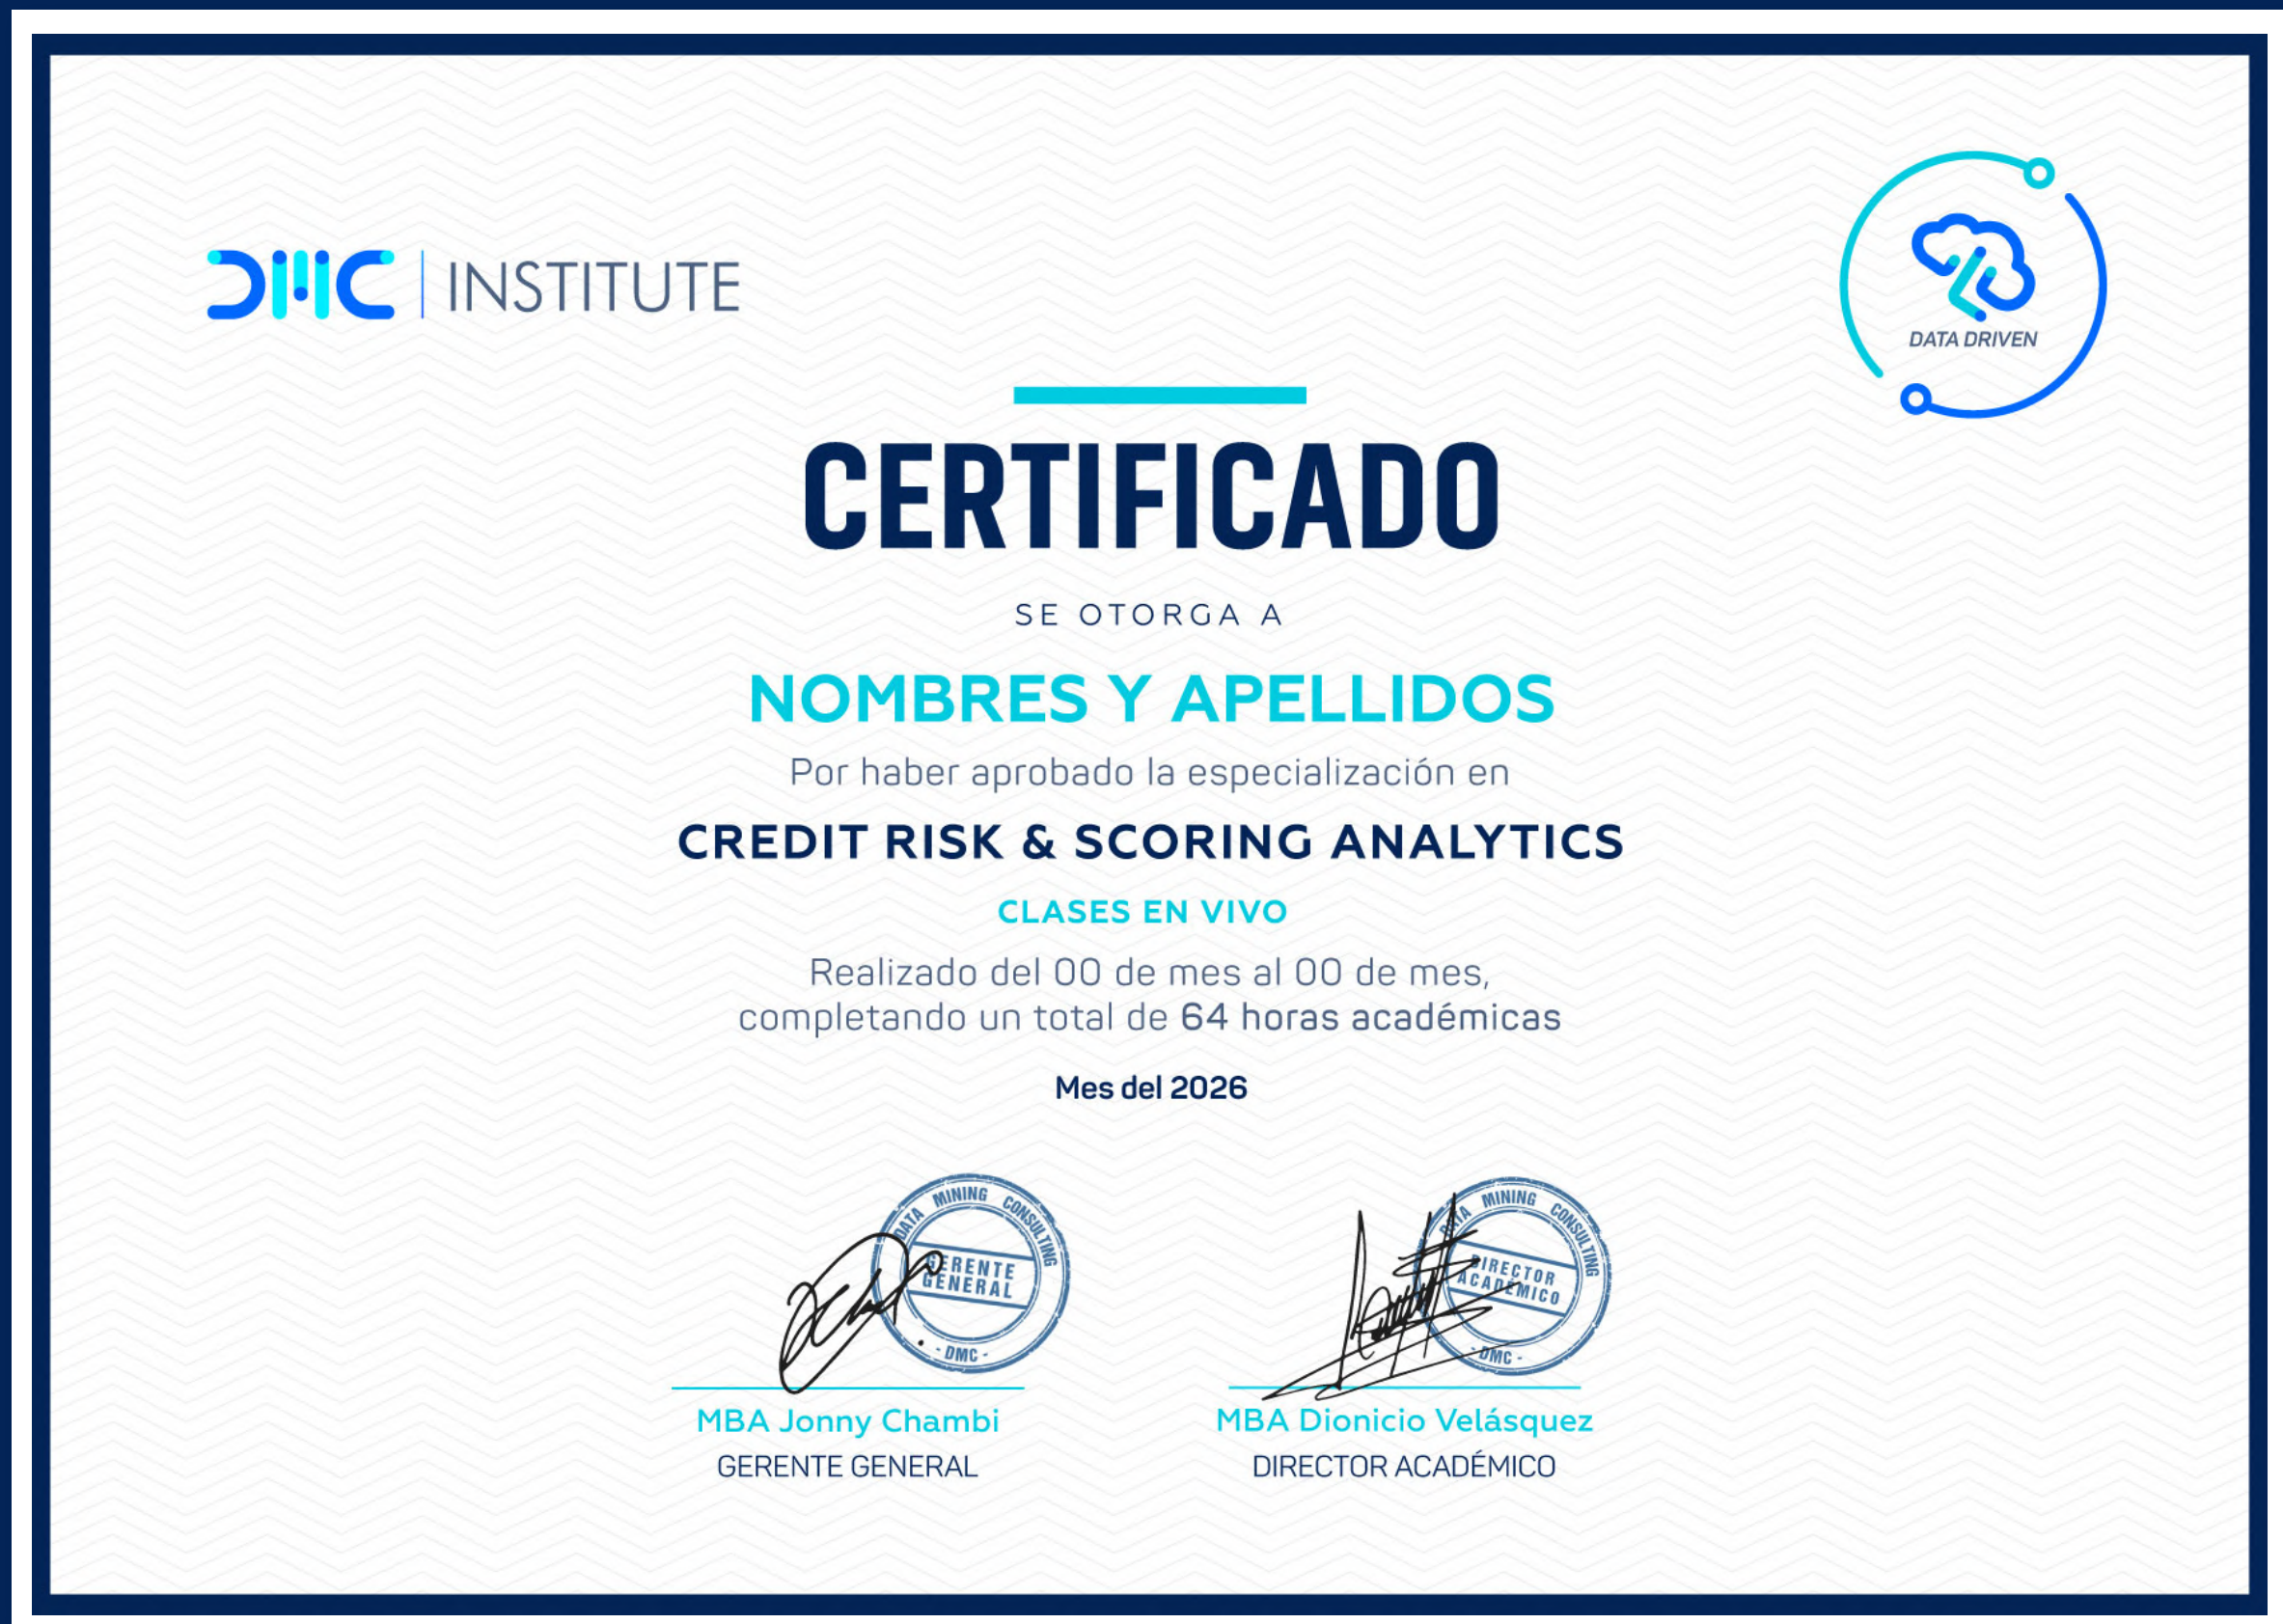 DMC | INSTITUTE
DATA DRIVEN
CERTIFICADO
SE OTORGA A
NOMBRES Y APELLIDOS
Por haber aprobado la especialización en
CREDIT RISK & SCORING ANALYTICS
CLASES EN VIVO
Realizado del 00 de mes al 00 de mes,
completando un total de 64 horas académicas
Mes del 2026
DATA MINING CONSULTING
GERENTE
GENERAL
- DMC -
DATA MINING CONSULTING
DIRECTOR
ACADÉMICO
- DMC -
MBA Jonny Chambi
GERENTE GENERAL
MBA Dionicio Velásquez
DIRECTOR ACADÉMICO